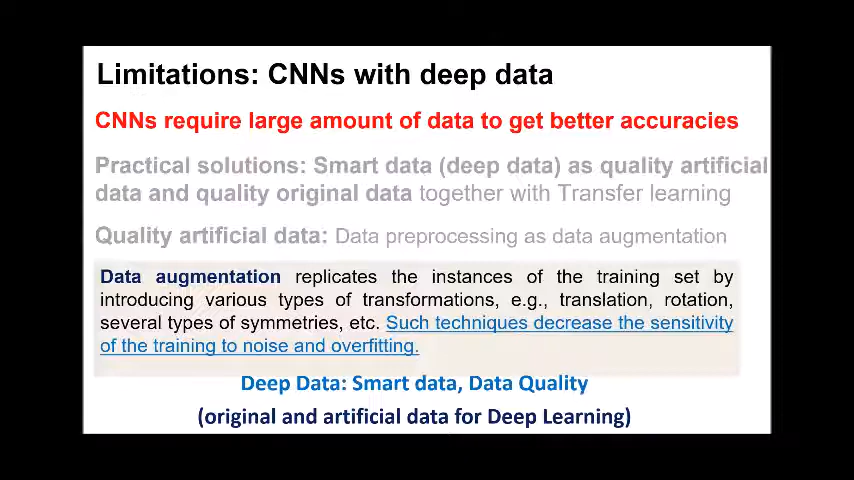 Limitations: CNNs with deep data
CNNs require large amount of data to get better accuracies
Practical solutions: Smart data (deep data) as quality artificial
data and quality original data together with Transfer learning
Quality artificial data: Data preprocessing as data augmentation
Data augmentation replicates the instances of the training set by
introducing various types of transformations, e.g., translation, rotation,
several types of symmetries, etc. Such techniques decrease the sensitivity
of the training to noise and overfitting.
Deep Data: Smart data, Data Quality
(original and artificial data for Deep Learning)